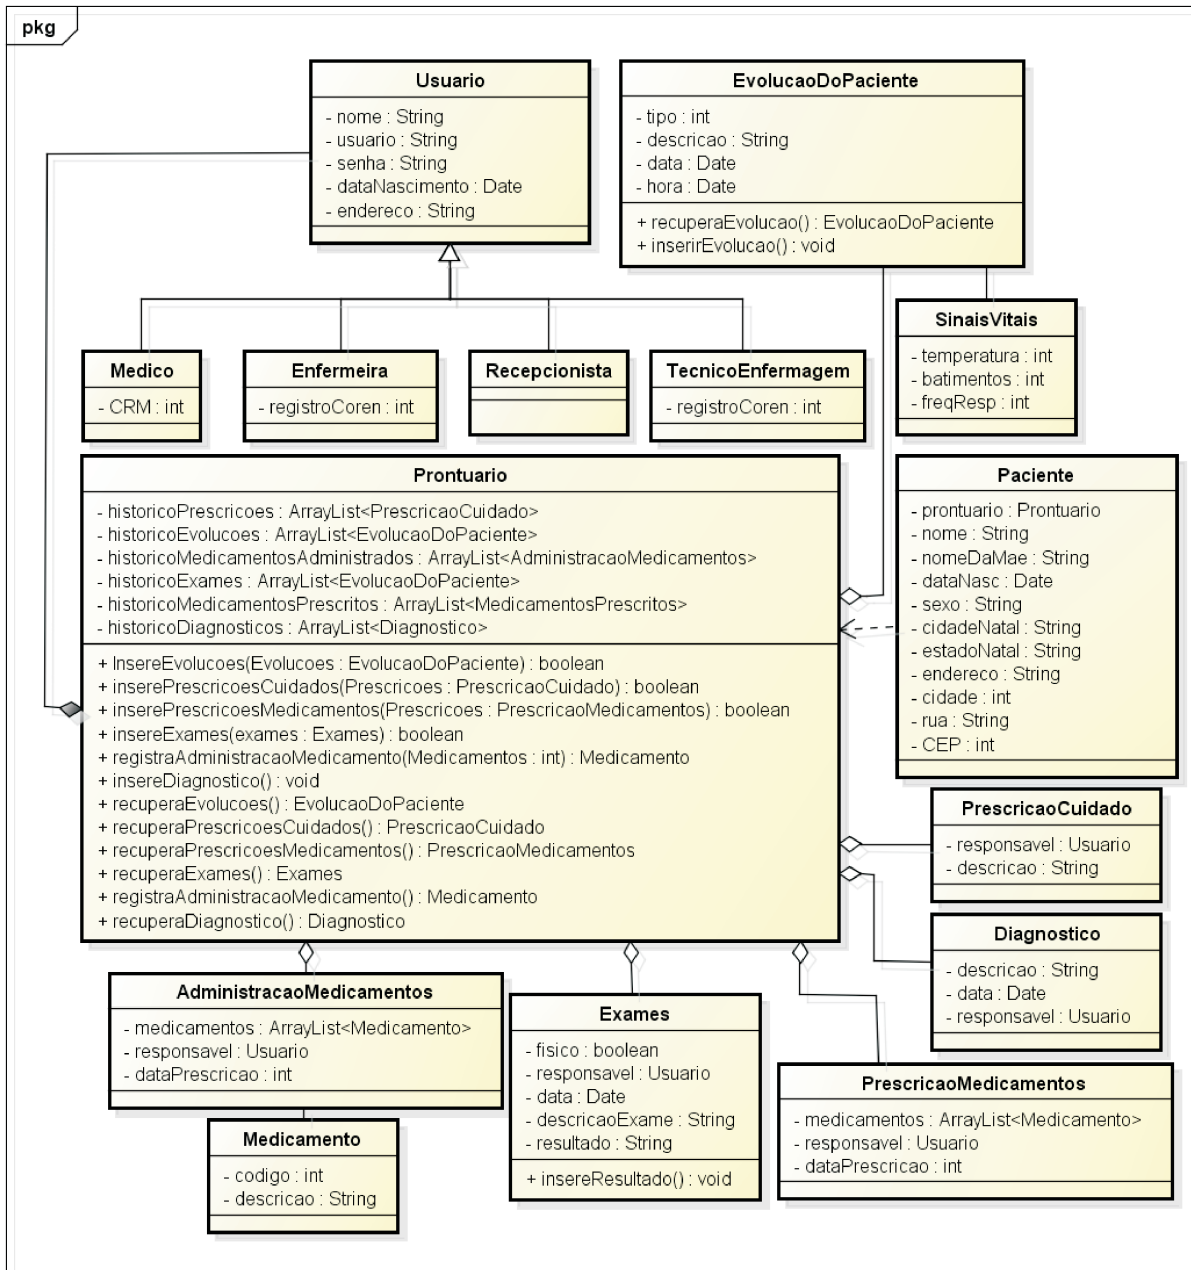 pkg
Usuario
- nome : String
- usuario : String
- senha : String
- dataNascimento : Date
- endereco : String
EvolucaoDoPaciente
- tipo : int
- descricao : String
- data : Date
- hora : Date
+ recuperaEvolucao() : EvolucaoDoPaciente
+ inserirEvolucao() : void
SinaisVitais
- temperatura : int
- batimentos : int
- freqResp : int
Medico
- CRM : int
Enfermeira
- registroCoren : int
Recepcionista
TecnicoEnfermagem
- registroCoren : int
Prontuario
- historicoPrescricoes : ArrayList<PrescricaoCuidado>
- historicoEvolucoes : ArrayList<EvolucaoDoPaciente>
- historicoMedicamentosAdministrados : ArrayList<AdministracaoMedicamentos>
- historicoExames : ArrayList<EvolucaoDoPaciente>
- historicoMedicamentosPrescritos : ArrayList<MedicamentosPrescritos>
- historicoDiagnosticos : ArrayList<Diagnostico>
+ InsereEvolucoes(Evolucoes : EvolucaoDoPaciente) : boolean
+ inserePrescricoesCuidados(Prescricoes : PrescricaoCuidado) : boolean
+ inserePrescricoesMedicamentos(Prescricoes : PrescricaoMedicamentos) : boolean
+ insereExames(exames : Exames) : boolean
+ registraAdministracaoMedicamento(Medicamentos : int) : Medicamento
+ insereDiagnostico() : void
+ recuperaEvolucoes() : EvolucaoDoPaciente
+ recuperaPrescricoesCuidados() : PrescricaoCuidado
+ recuperaPrescricoesMedicamentos() : PrescricaoMedicamentos
+ recuperaExames() : Exames
+ registraAdministracaoMedicamento() : Medicamento
+ recuperaDiagnostico() : Diagnostico
Paciente
- prontuario : Prontuario
- nome : String
- nomeDaMae : String
- dataNasc : Date
- sexo : String
- cidadeNatal : String
- estadoNatal : String
- endereco : String
- cidade : int
- rua : String
- CEP : int
PrescricaoCuidado
- responsavel : Usuario
- descricao : String
Diagnostico
- descricao : String
- data : Date
- responsavel : Usuario
AdministracaoMedicamentos
- medicamentos : ArrayList<Medicamento>
- responsavel : Usuario
- dataPrescricao : int
Exames
- fisico : boolean
- responsavel : Usuario
- data : Date
- descricaoExame : String
- resultado : String
+ insereResultado() : void
PrescricaoMedicamentos
- medicamentos : ArrayList<Medicamento>
- responsavel : Usuario
- dataPrescricao : int
Medicamento
- codigo : int
- descricao : String